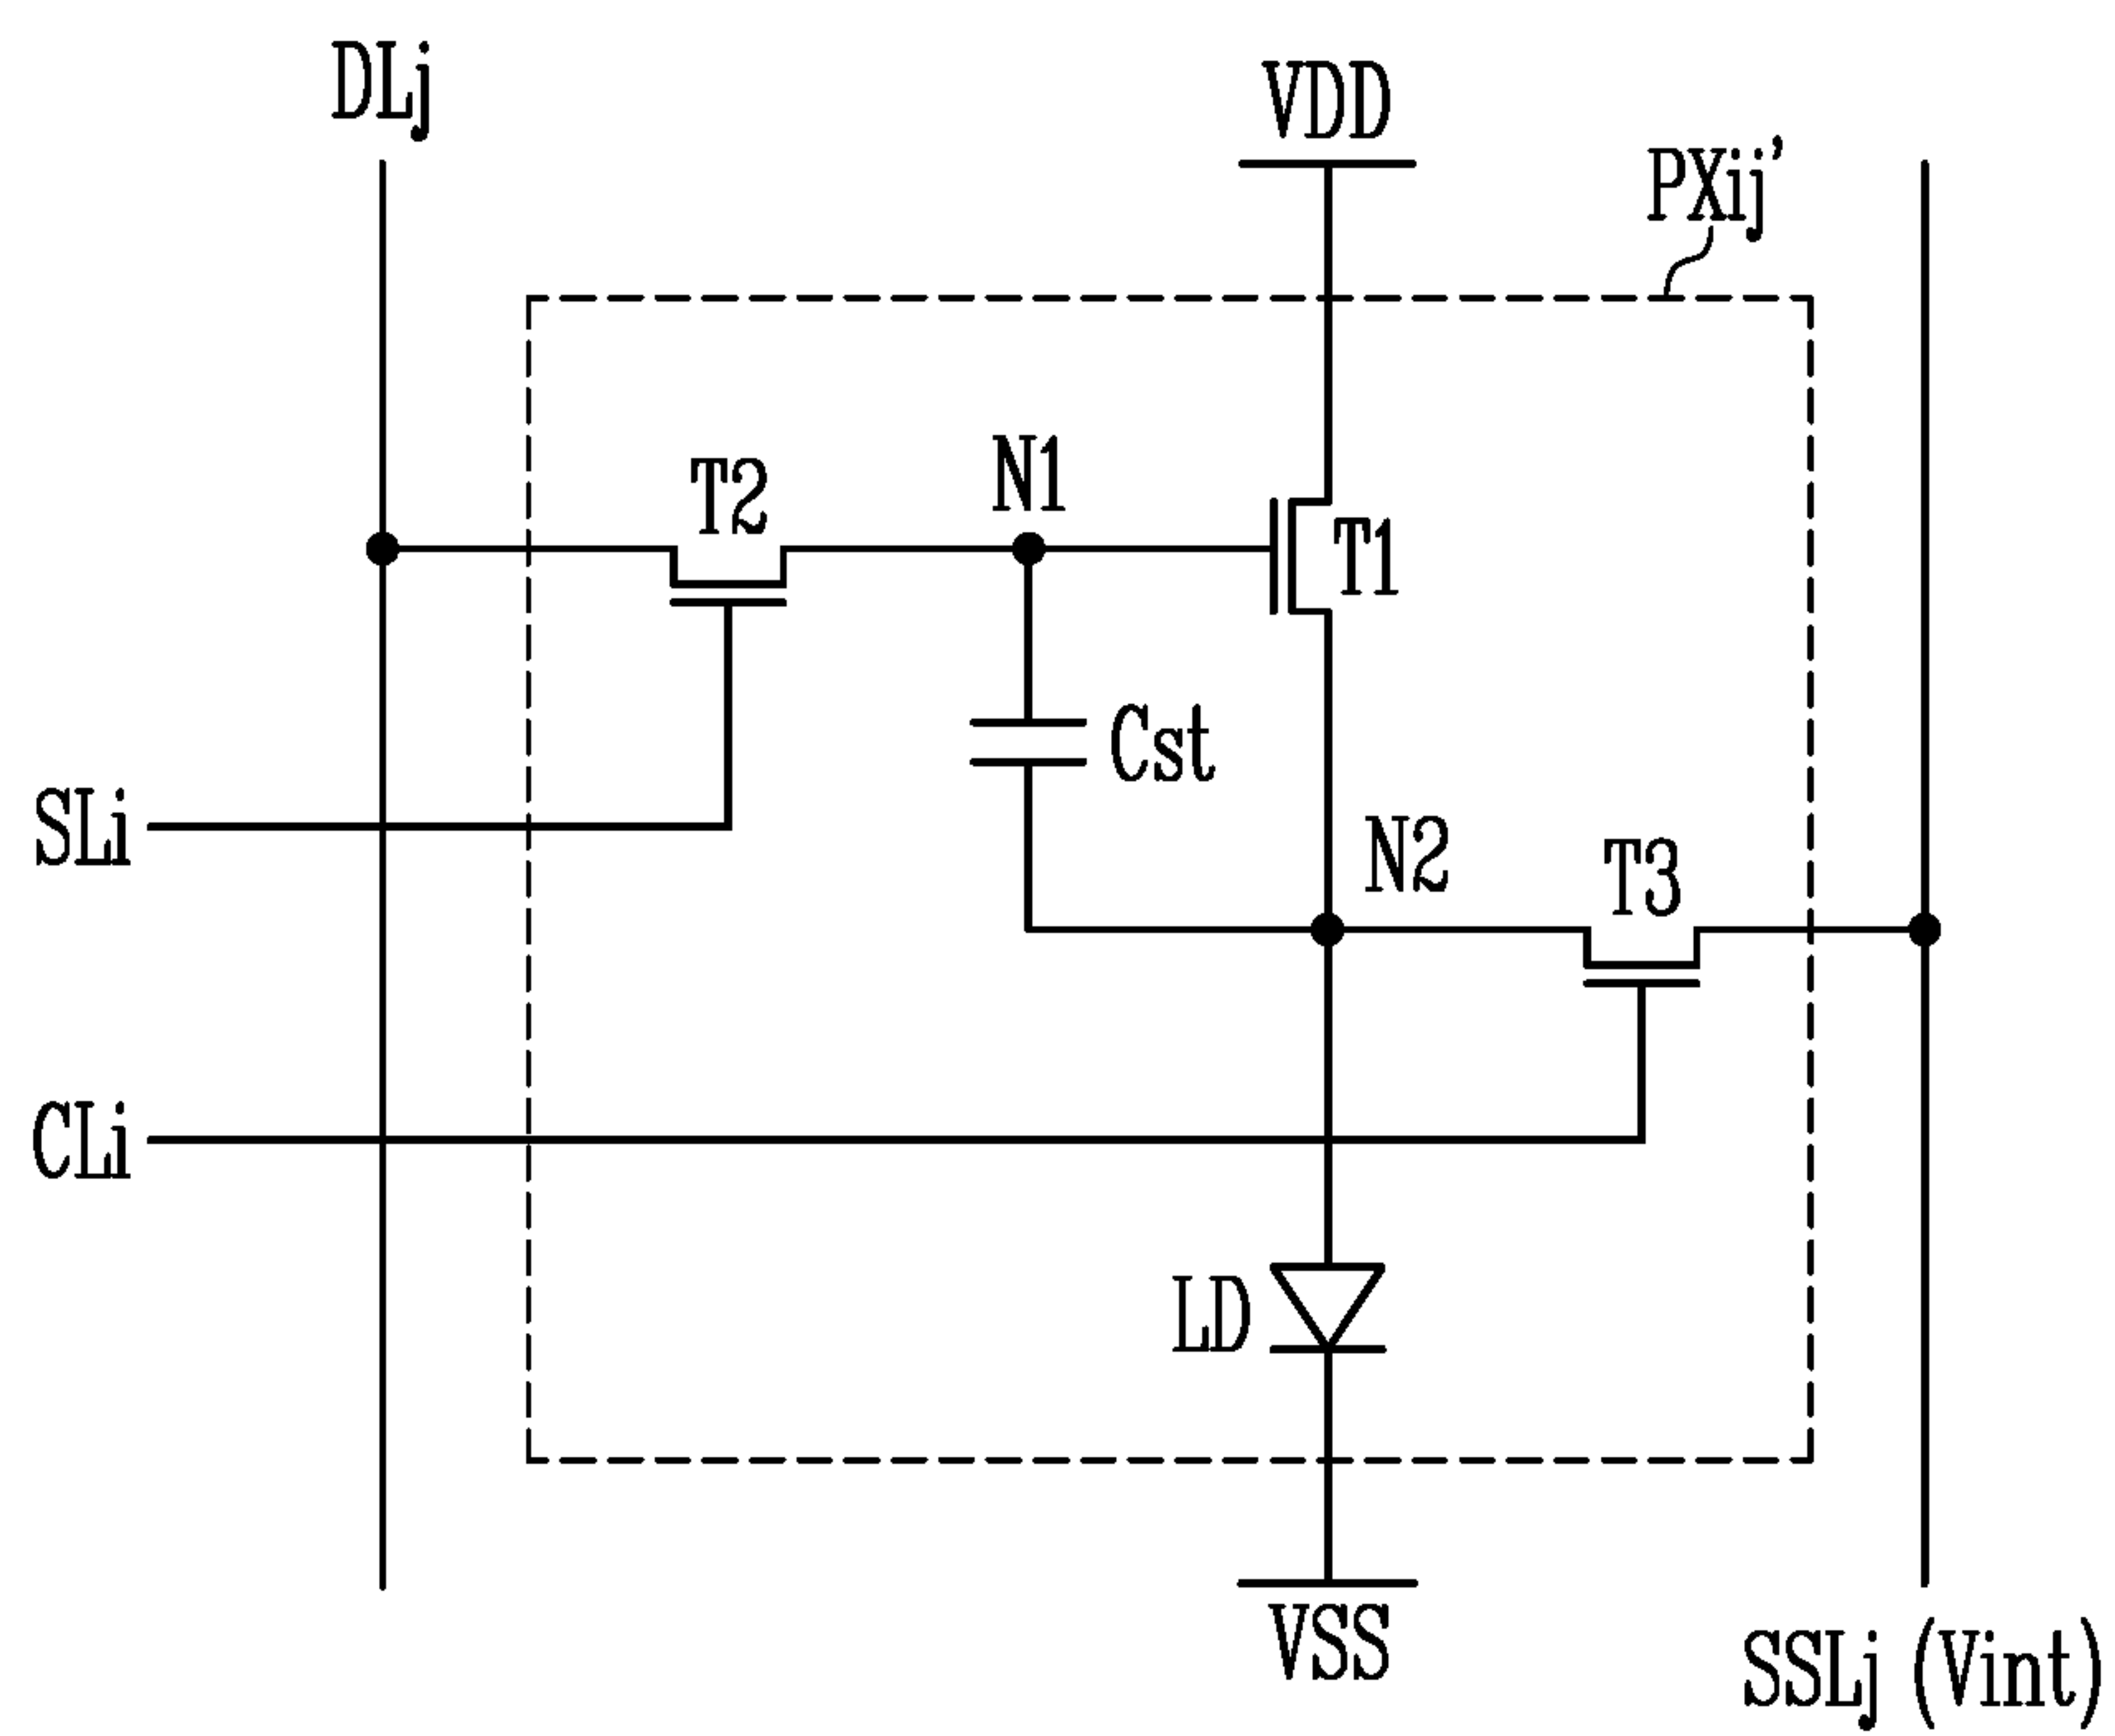 DLj
VDD
PXij'
N1
T2
T1
Cst
SLi
N2
T3
CLi
LD
VSS
SSLj (Vint)